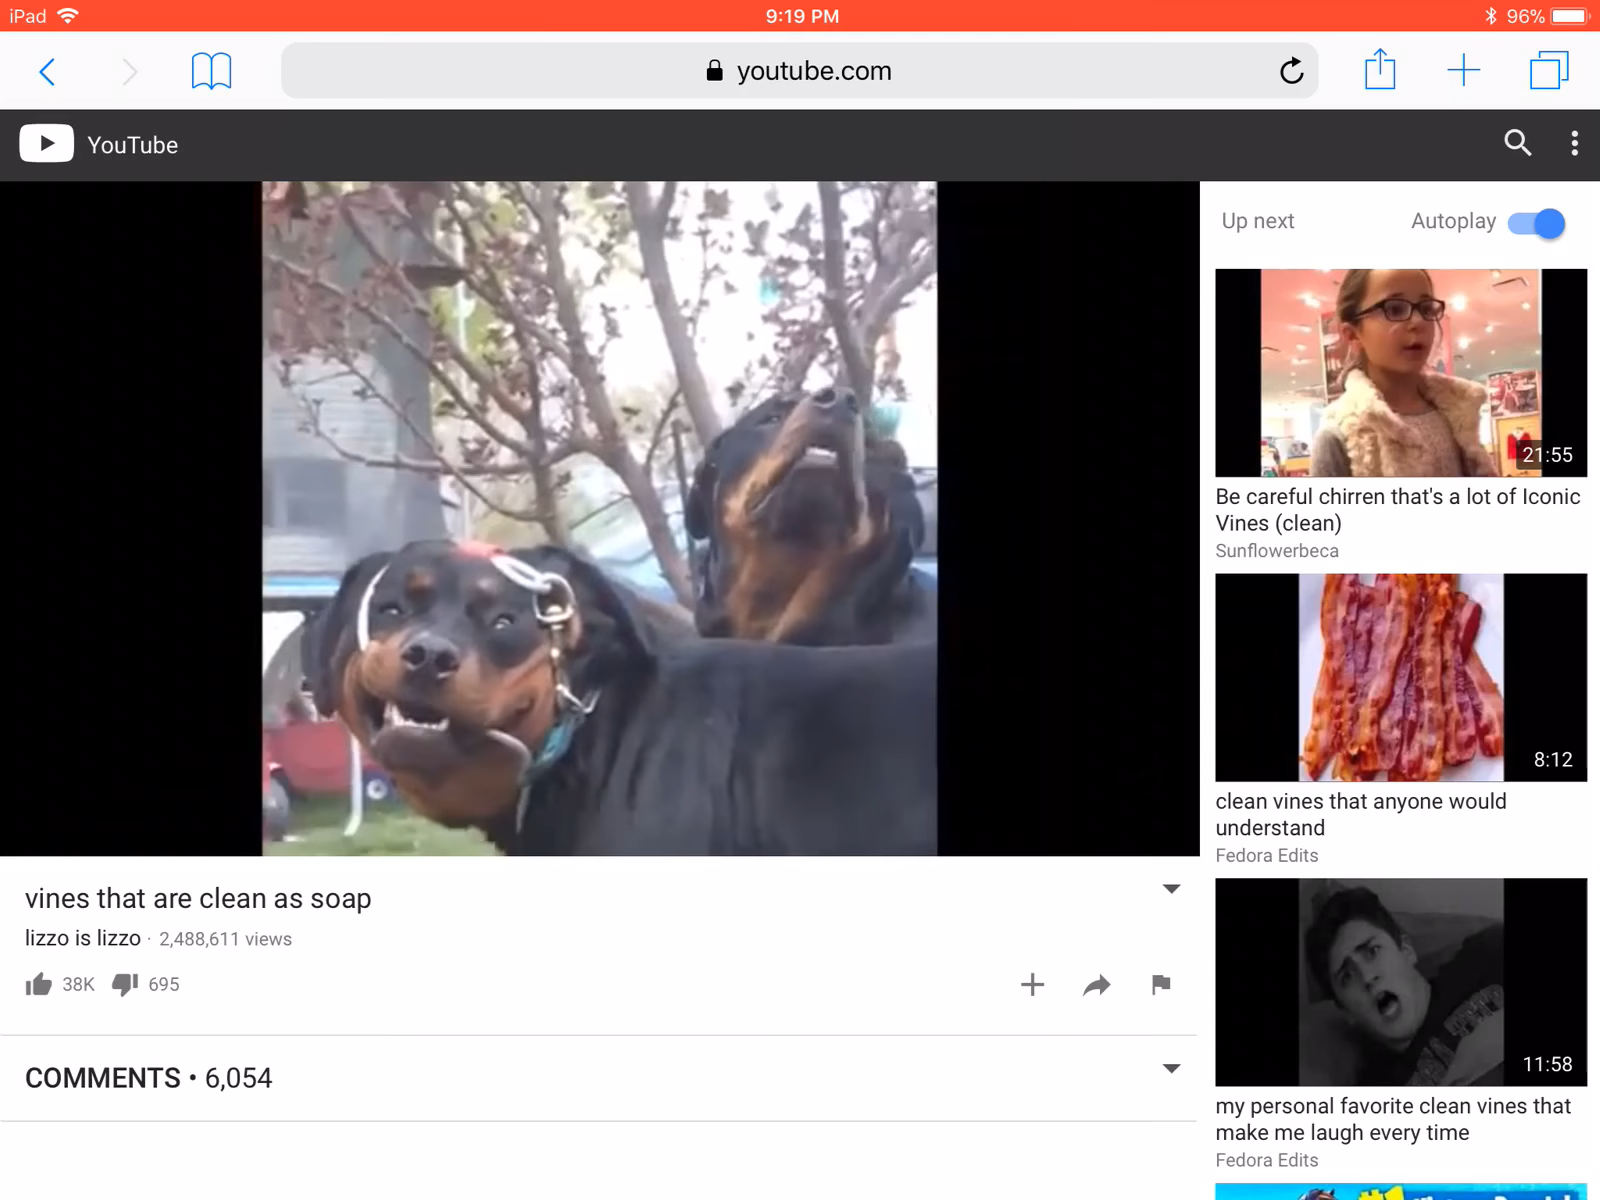 iPad
9:19 PM
96%
youtube.com
YouTube
Up next
Autoplay
21:55
Be careful chirren that's a lot of Iconic
Vines (clean)
Sunflowerbeca
8:12
clean vines that anyone would
understand
Fedora Edits
11:58
my personal favorite clean vines that
make me laugh every time
Fedora Edits
vines that are clean as soap
lizzo is lizzo · 2,488,611 views
38K
695
COMMENTS • 6,054